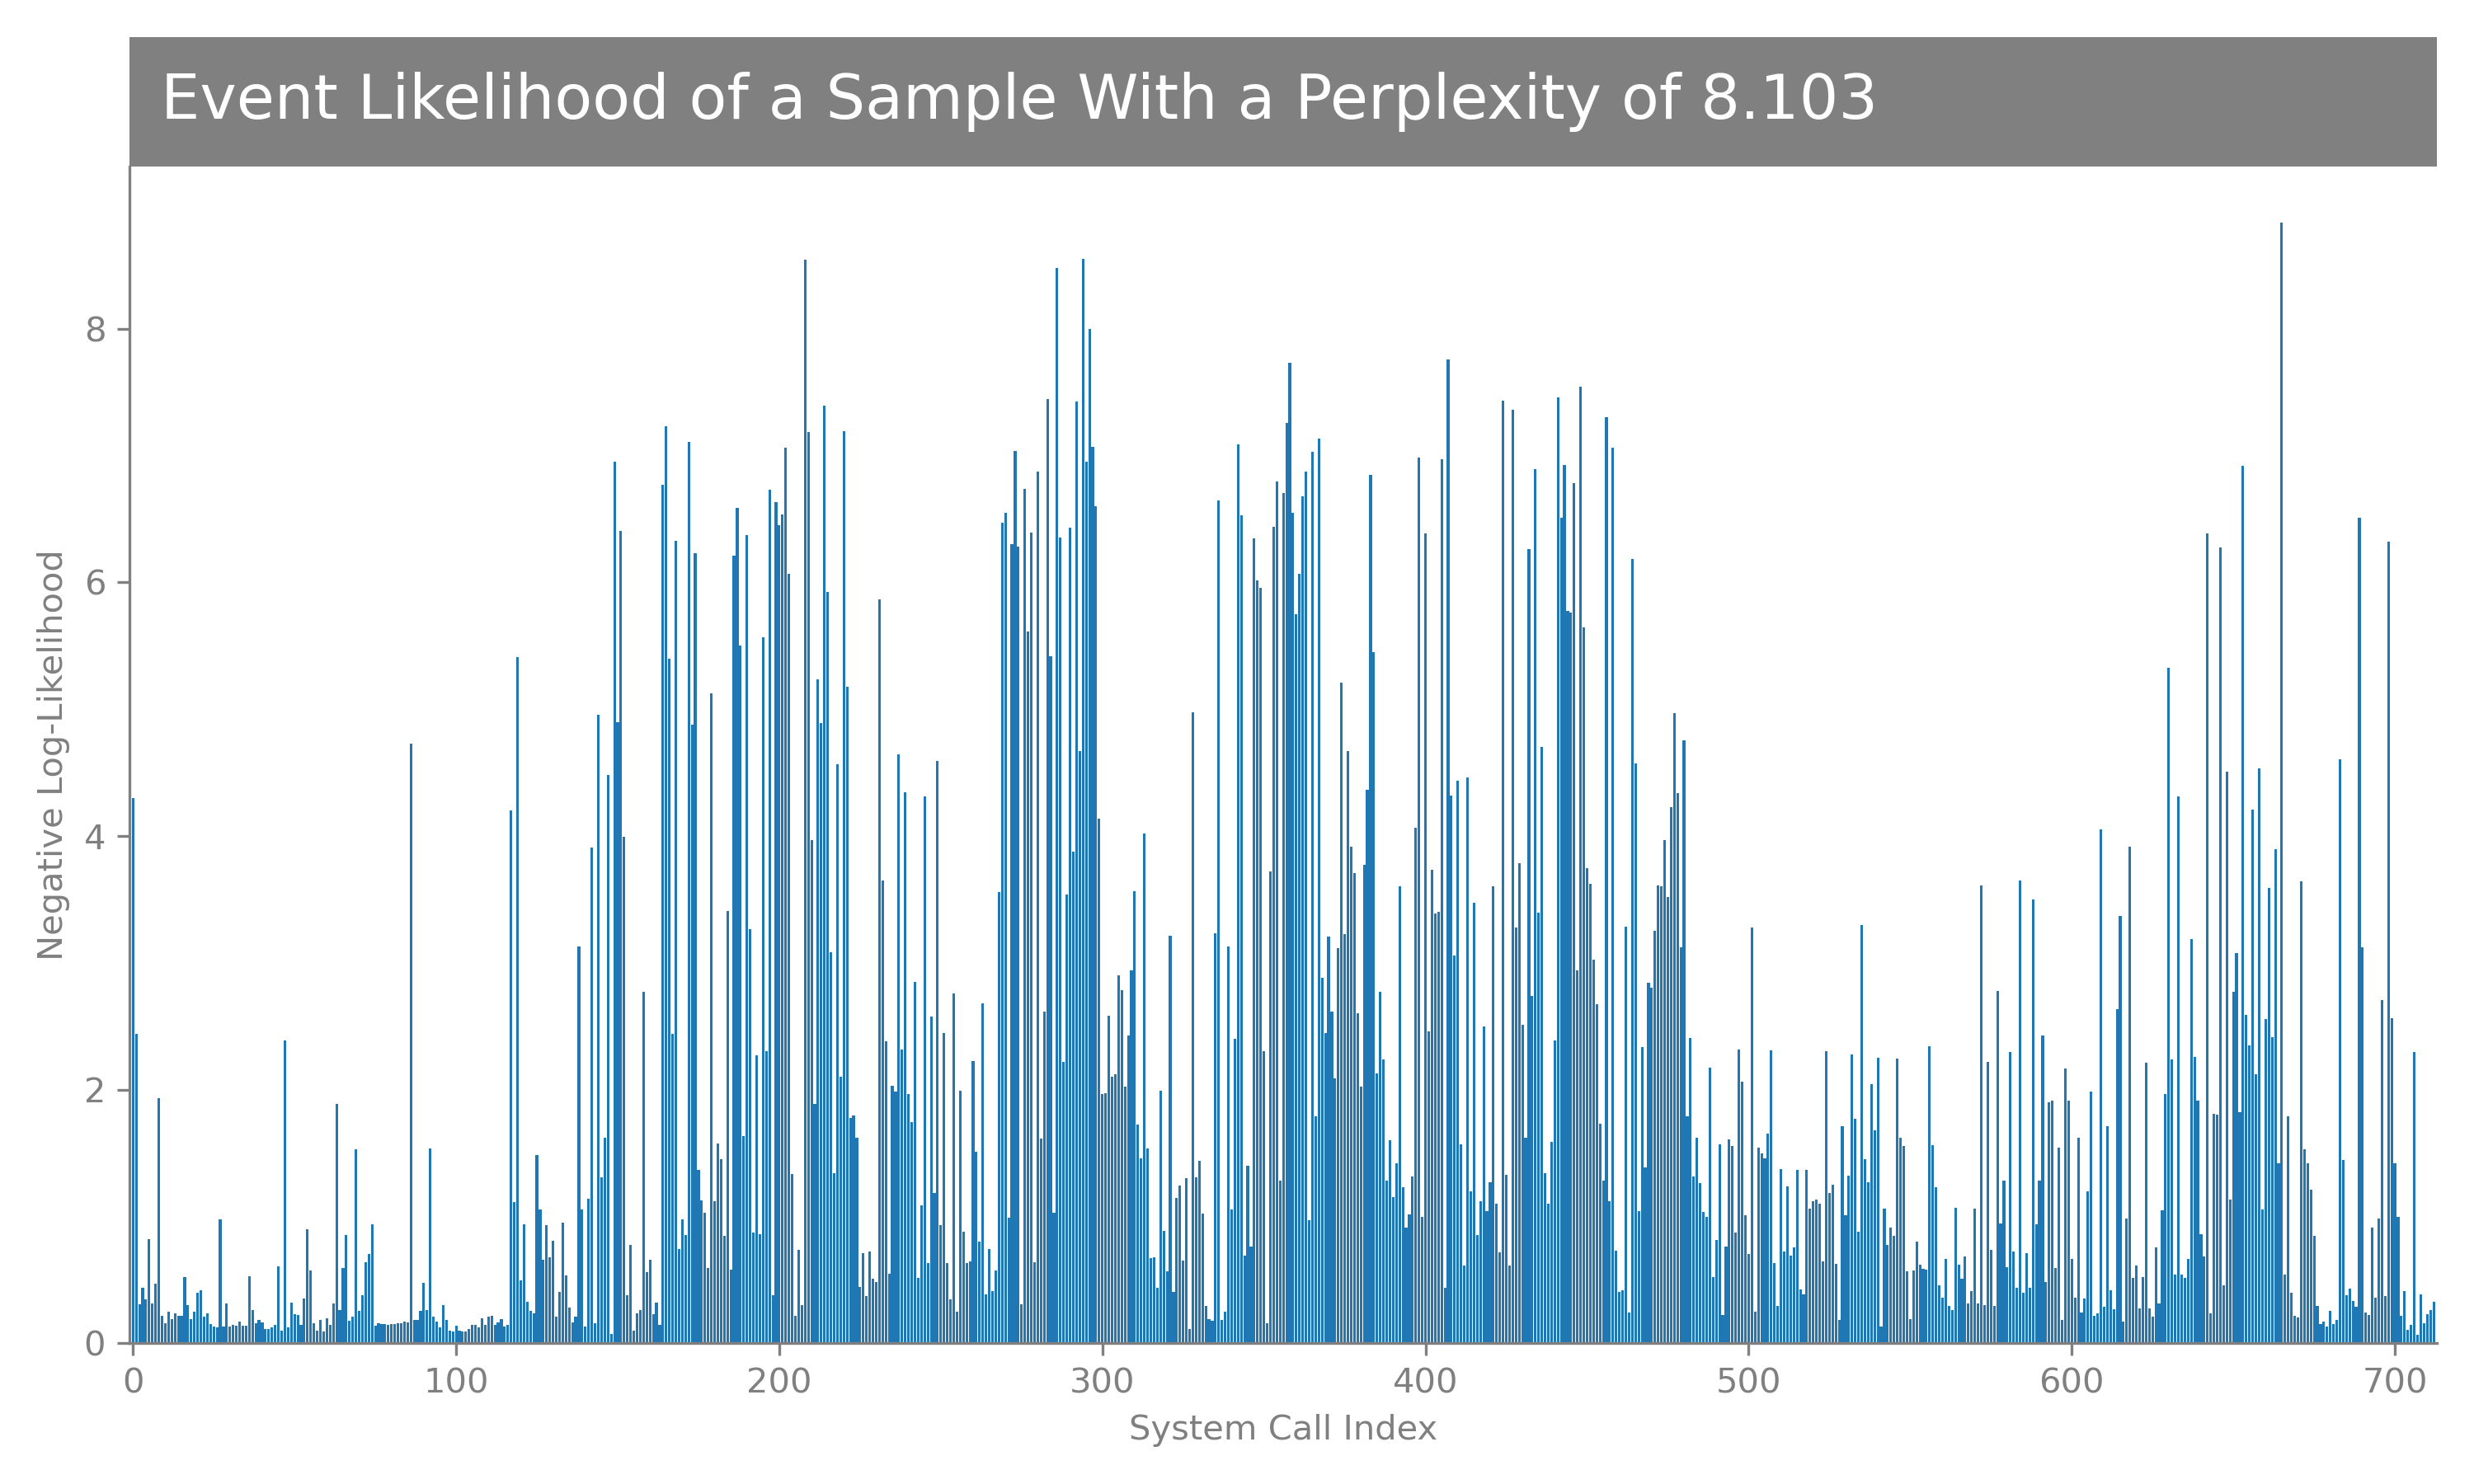 Event Likelihood of a Sample With a Perplexity of 8.103
Negative Log-Likelihood
8
6
4
2
0
0 100 200 300 400 500 600 700
System Call Index